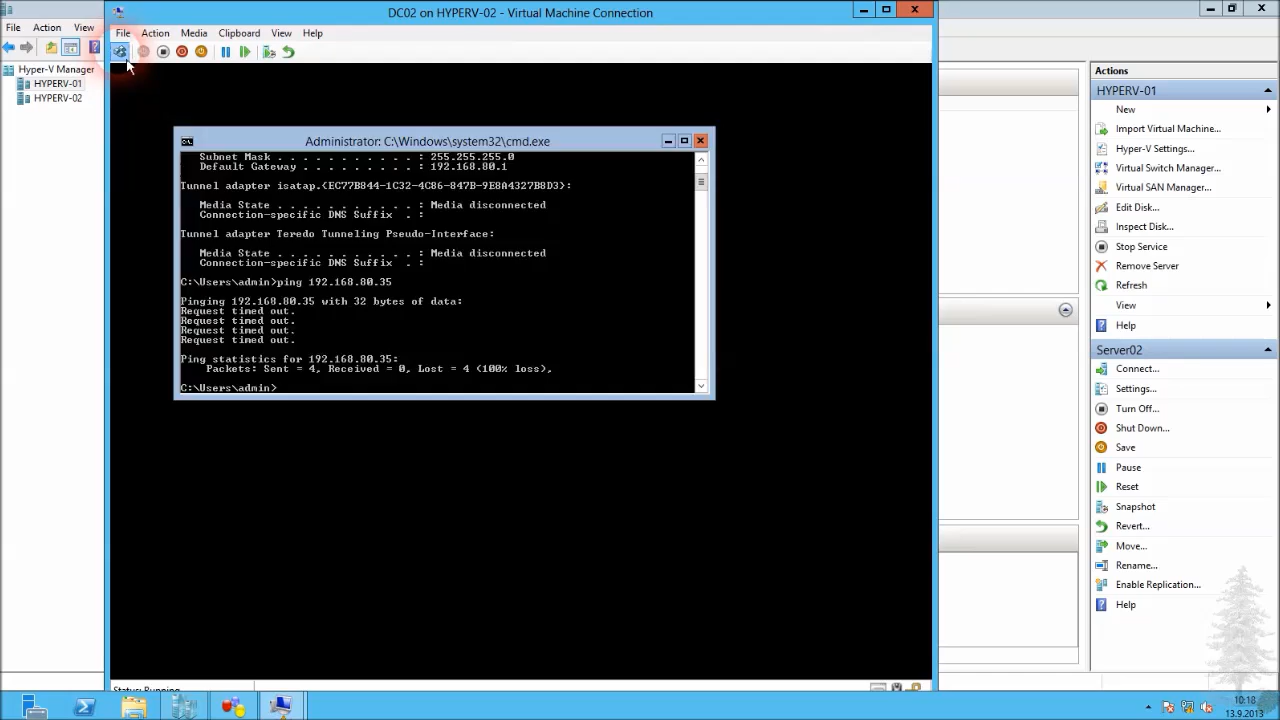 DC02 on HYPERV-02 - Virtual Machine Connection
File Action View
File Action Media Clipboard View Help
Hyper-V Manager
HYPERV-01
HYPERV-02
Administrator: C:\Windows\system32\cmd.exe
Subnet Mask . . . . . . . . . . . : 255.255.255.0
Default Gateway . . . . . . . . . : 192.168.80.1
Tunnel adapter isatap.{EC77B844-1C32-4C86-847B-9E8A4327B8D3}:
Media State . . . . . . . . . . . : Media disconnected
Connection-specific DNS Suffix  . :
Tunnel adapter Teredo Tunneling Pseudo-Interface:
Media State . . . . . . . . . . . : Media disconnected
Connection-specific DNS Suffix  . :
C:\Users\admin>ping 192.168.80.35
Pinging 192.168.80.35 with 32 bytes of data:
Request timed out.
Request timed out.
Request timed out.
Request timed out.
Ping statistics for 192.168.80.35:
Packets: Sent = 4, Received = 0, Lost = 4 (100% loss),
C:\Users\admin>
Status: Running
Actions
HYPERV-01
New
Import Virtual Machine...
Hyper-V Settings...
Virtual Switch Manager...
Virtual SAN Manager...
Edit Disk...
Inspect Disk...
Stop Service
Remove Server
Refresh
View
Help
Server02
Connect...
Settings...
Turn Off...
Shut Down...
Save
Pause
Reset
Snapshot
Revert...
Move...
Rename...
Enable Replication...
Help
10:18
13.9.2013